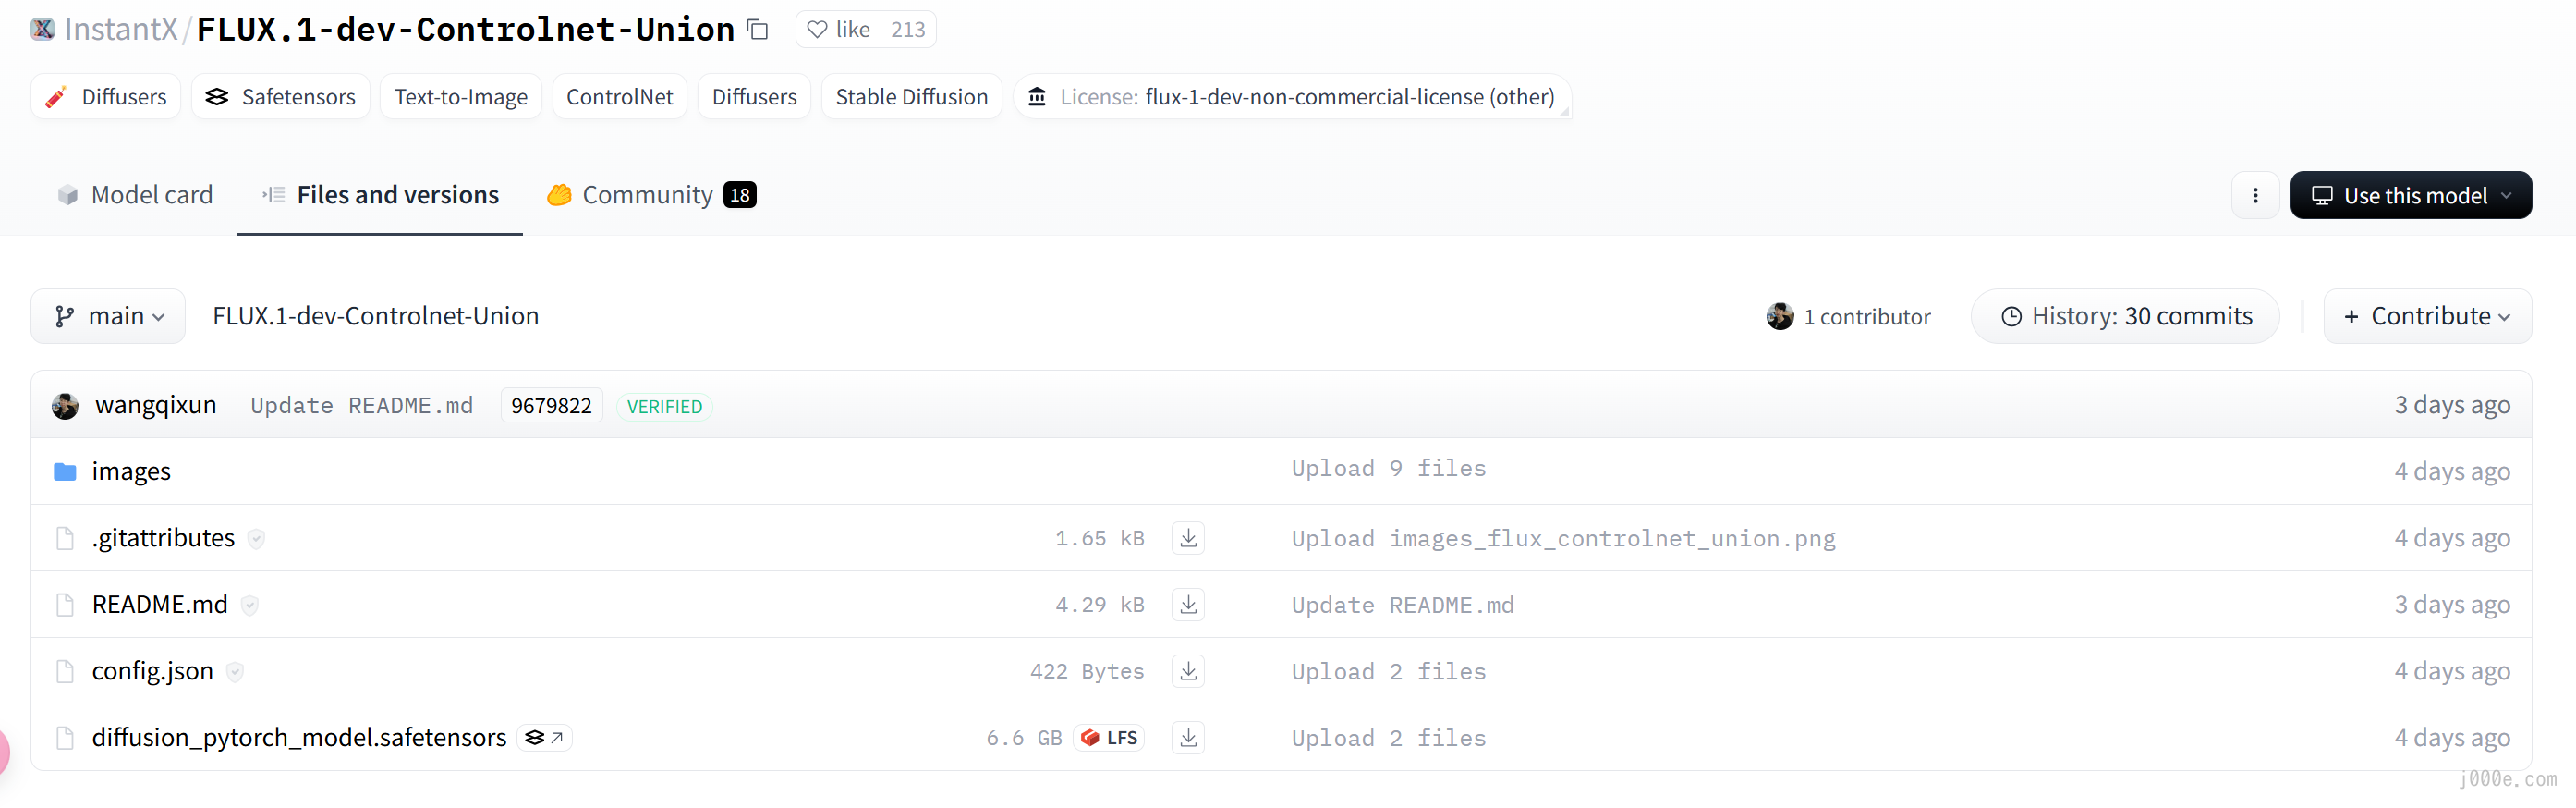 InstantX/FLUX.1-dev-Controlnet-Union like 213
Diffusers Safetensors Text-to-Image ControlNet Diffusers Stable Diffusion License: flux-1-dev-non-commercial-license (other)
Model card Files and versions Community 18 Use this model
main FLUX.1-dev-Controlnet-Union 1 contributor History: 30 commits + Contribute
wangqixun Update README.md 9679822 VERIFIED 3 days ago
images Upload 9 files 4 days ago
.gitattributes 1.65 kB Upload images_flux_controlnet_union.png 4 days ago
README.md 4.29 kB Update README.md 3 days ago
config.json 422 Bytes Upload 2 files 4 days ago
diffusion_pytorch_model.safetensors 6.6 GB LFS Upload 2 files 4 days ago
j000e.com